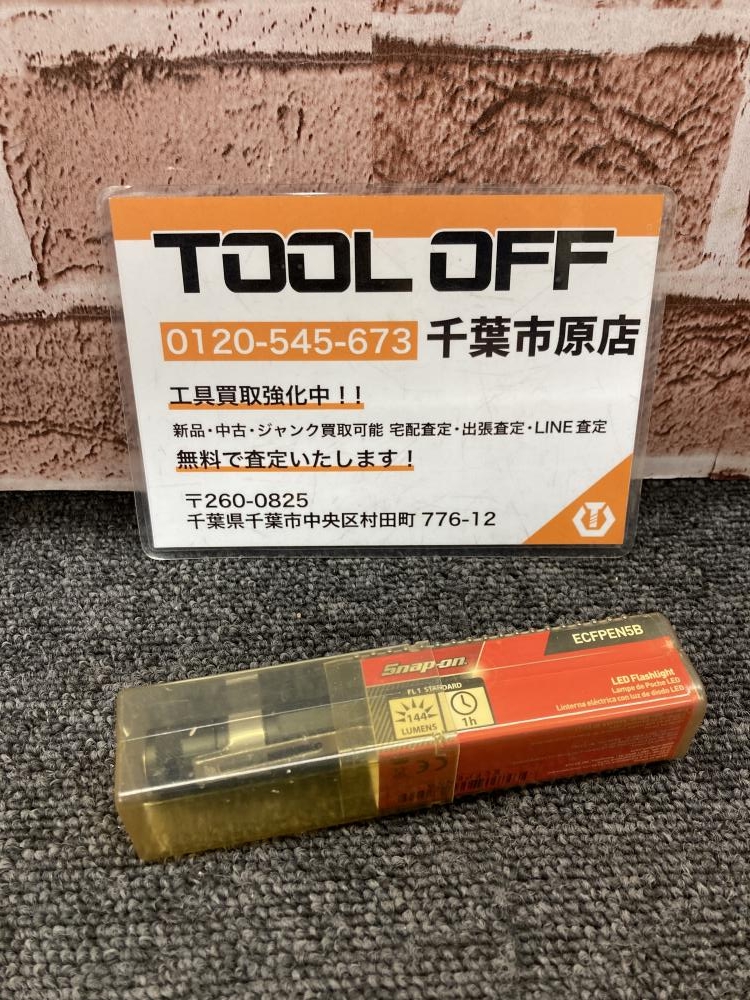 TOOL OFF
0120-545-673 千葉市原店
工具買取強化中！！
新品・中古・ジャンク買取可能 宅配査定・出張査定・LINE査定
無料で査定いたします！
〒260-0825
千葉県千葉市中央区村田町 776-12
ECFPEN5B
Snap-on
LED Flashlight
Lampe de Poche LED
Linterna eléctrica con luz de diodo LED
FL 1 STANDARD
144
LUMENS
1h
CE